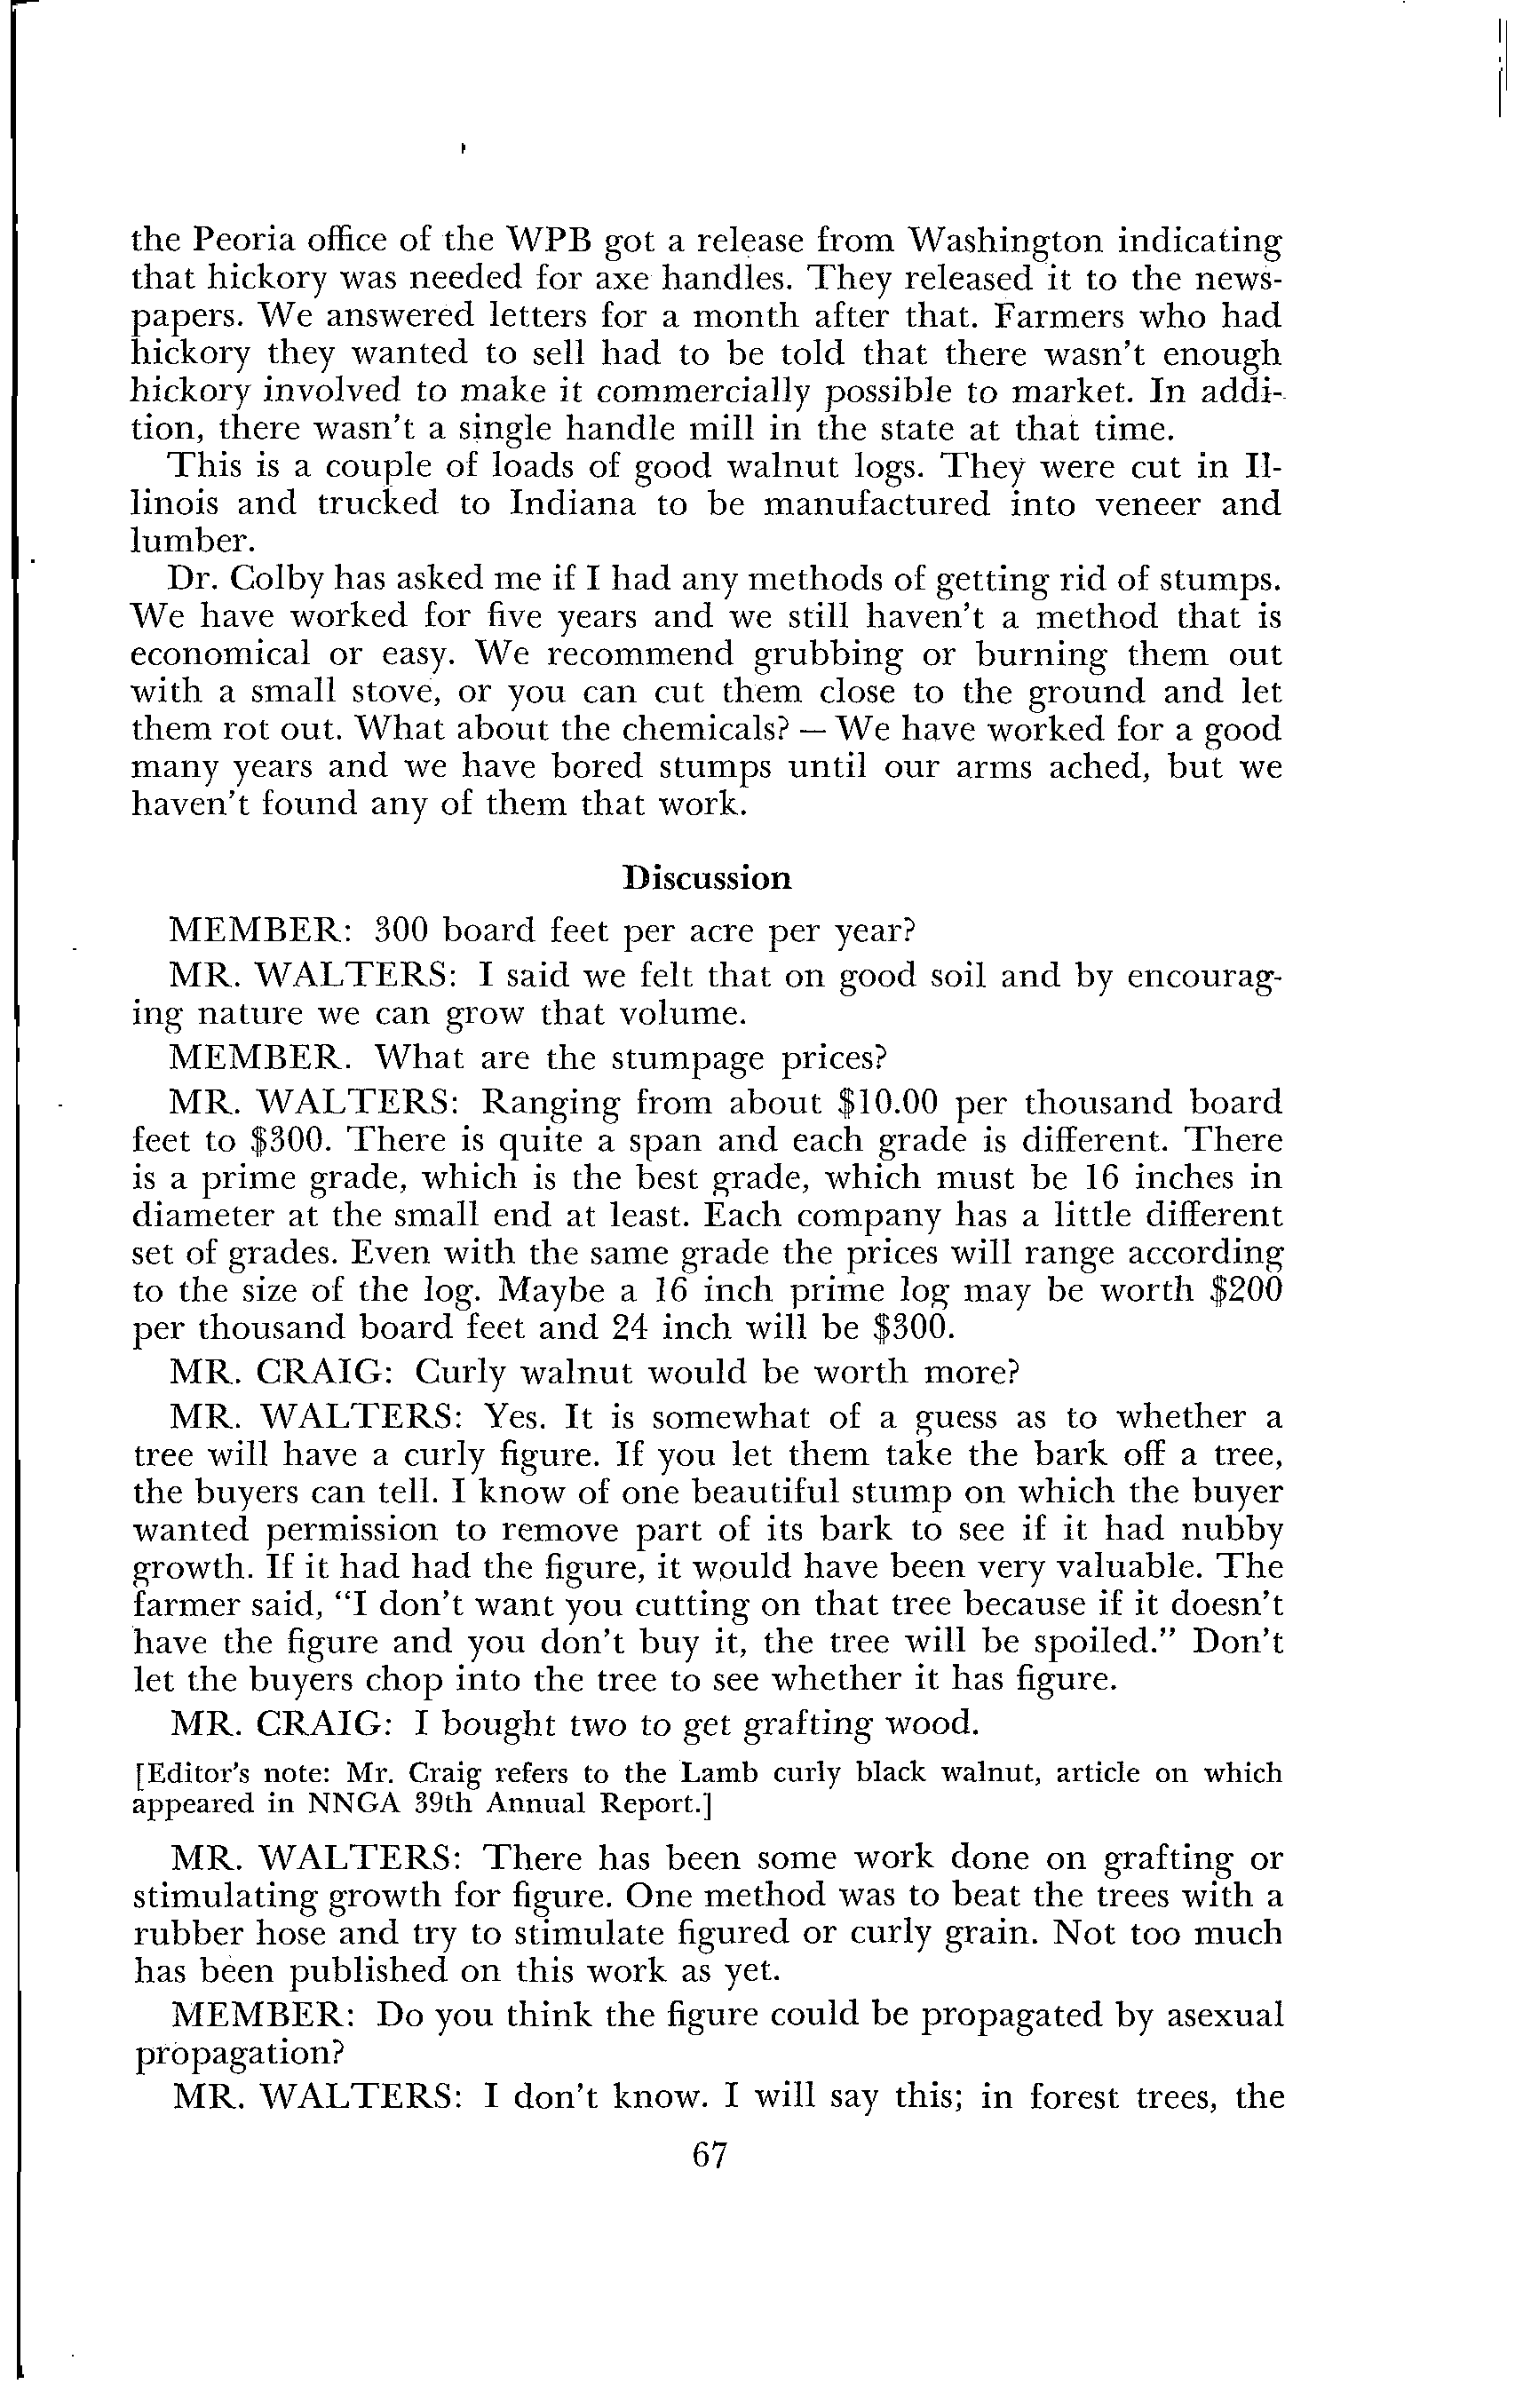 the Peoria office of the WPB got a release from Washington indicating
that hickory was needed for axe handles. They released it to the news-
papers. We answered letters for a month after that. Farmers who had
hickory they wanted to sell had to be told that there wasn't enough
hickory involved to make it commercially possible to market. In addi-
tion, there wasn't a single handle mill in the state at that time.
This is a couple of loads of good walnut logs. They were cut in Il-
linois and trucked to Indiana to be manufactured into veneer and
lumber.
Dr. Colby has asked me if I had any methods of getting rid of stumps.
We have worked for five years and we still haven't a method that is
economical or easy. We recommend grubbing or burning them out
with a small stove, or you can cut them close to the ground and let
them rot out. What about the chemicals? — We have worked for a good
many years and we have bored stumps until our arms ached, but we
haven't found any of them that work.
Discussion
MEMBER: 300 board feet per acre per year?
MR. WALTERS: I said we felt that on good soil and by encourag-
ing nature we can grow that volume.
MEMBER. What are the stumpage prices?
MR. WALTERS: Ranging from about $10.00 per thousand board
feet to $300. There is quite a span and each grade is different. There
is a prime grade, which is the best grade, which must be 16 inches in
diameter at the small end at least. Each company has a little different
set of grades. Even with the same grade the prices will range according
to the size of the log. Maybe a 16 inch prime log may be worth $200
per thousand board feet and 24 inch will be $300.
MR. CRAIG: Curly walnut would be worth more?
MR. WALTERS: Yes. It is somewhat of a guess as to whether a
tree will have a curly figure. If you let them take the bark off a tree,
the buyers can tell. I know of one beautiful stump on which the buyer
wanted permission to remove part of its bark to see if it had nubby
growth. If it had had the figure, it would have been very valuable. The
farmer said, "I don't want you cutting on that tree because if it doesn't
have the figure and you don't buy it, the tree will be spoiled." Don't
let the buyers chop into the tree to see whether it has figure.
MR. CRAIG: I bought two to get grafting wood.
[Editor's note: Mr. Craig refers to the Lamb curly black walnut, article on which
appeared in NNGA 39th Annual Report.]
MR. WALTERS: There has been some work done on grafting or
stimulating growth for figure. One method was to beat the trees with a
rubber hose and try to stimulate figured or curly grain. Not too much
has been published on this work as yet.
MEMBER: Do you think the figure could be propagated by asexual
propagation?
MR. WALTERS: I don't know. I will say this; in forest trees, the
67